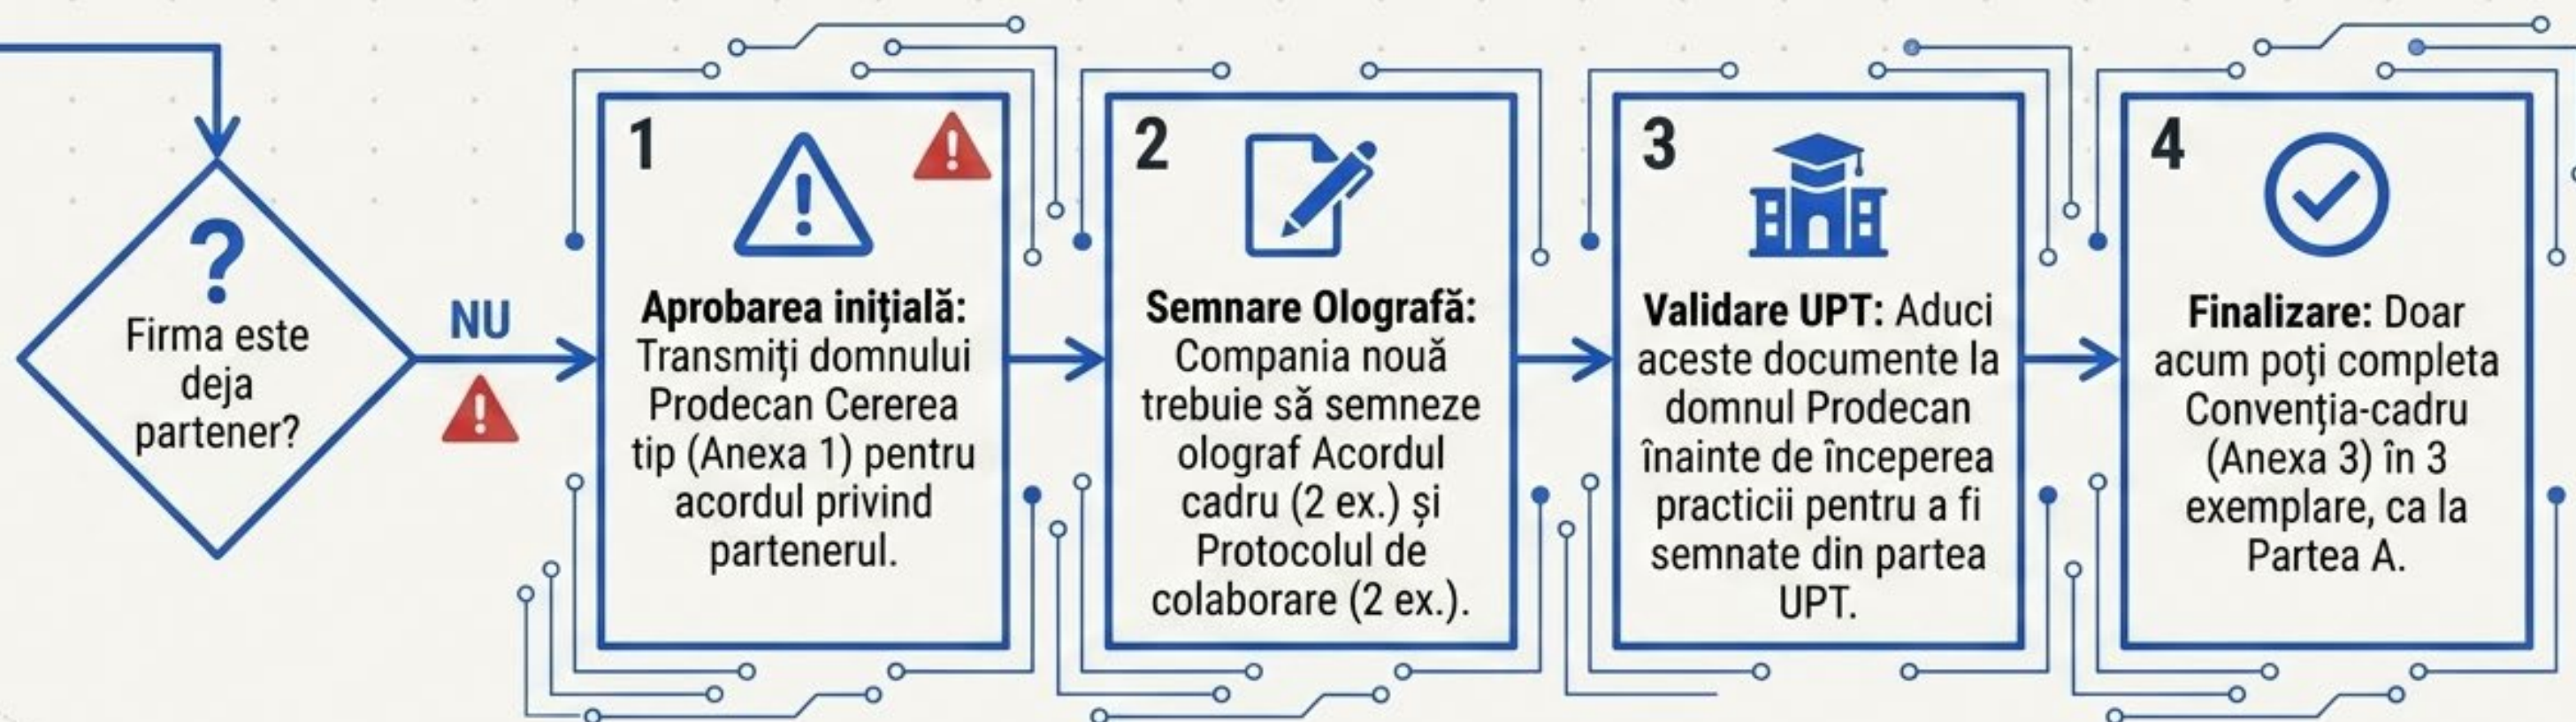 ?
Firma este
deja
partener?
NU
1
Aprobarea inițială:
Transmiți domnului
Prodecan Cererea
tip (Anexa 1) pentru
acordul privind
partenerul.
2
Semnare Olografă:
Compania nouă
trebuie să semneze
olograf Acordul
cadru (2 ex.) și
Protocolul de
colaborare (2 ex.).
3
Validare UPT: Aduci
aceste documente la
domnul Prodecan
înainte de începerea
practicii pentru a fi
semnate din partea
UPT.
4
Finalizare: Doar
acum poți completa
Convenția-cadru
(Anexa 3) în 3
exemplare, ca la
Partea A.